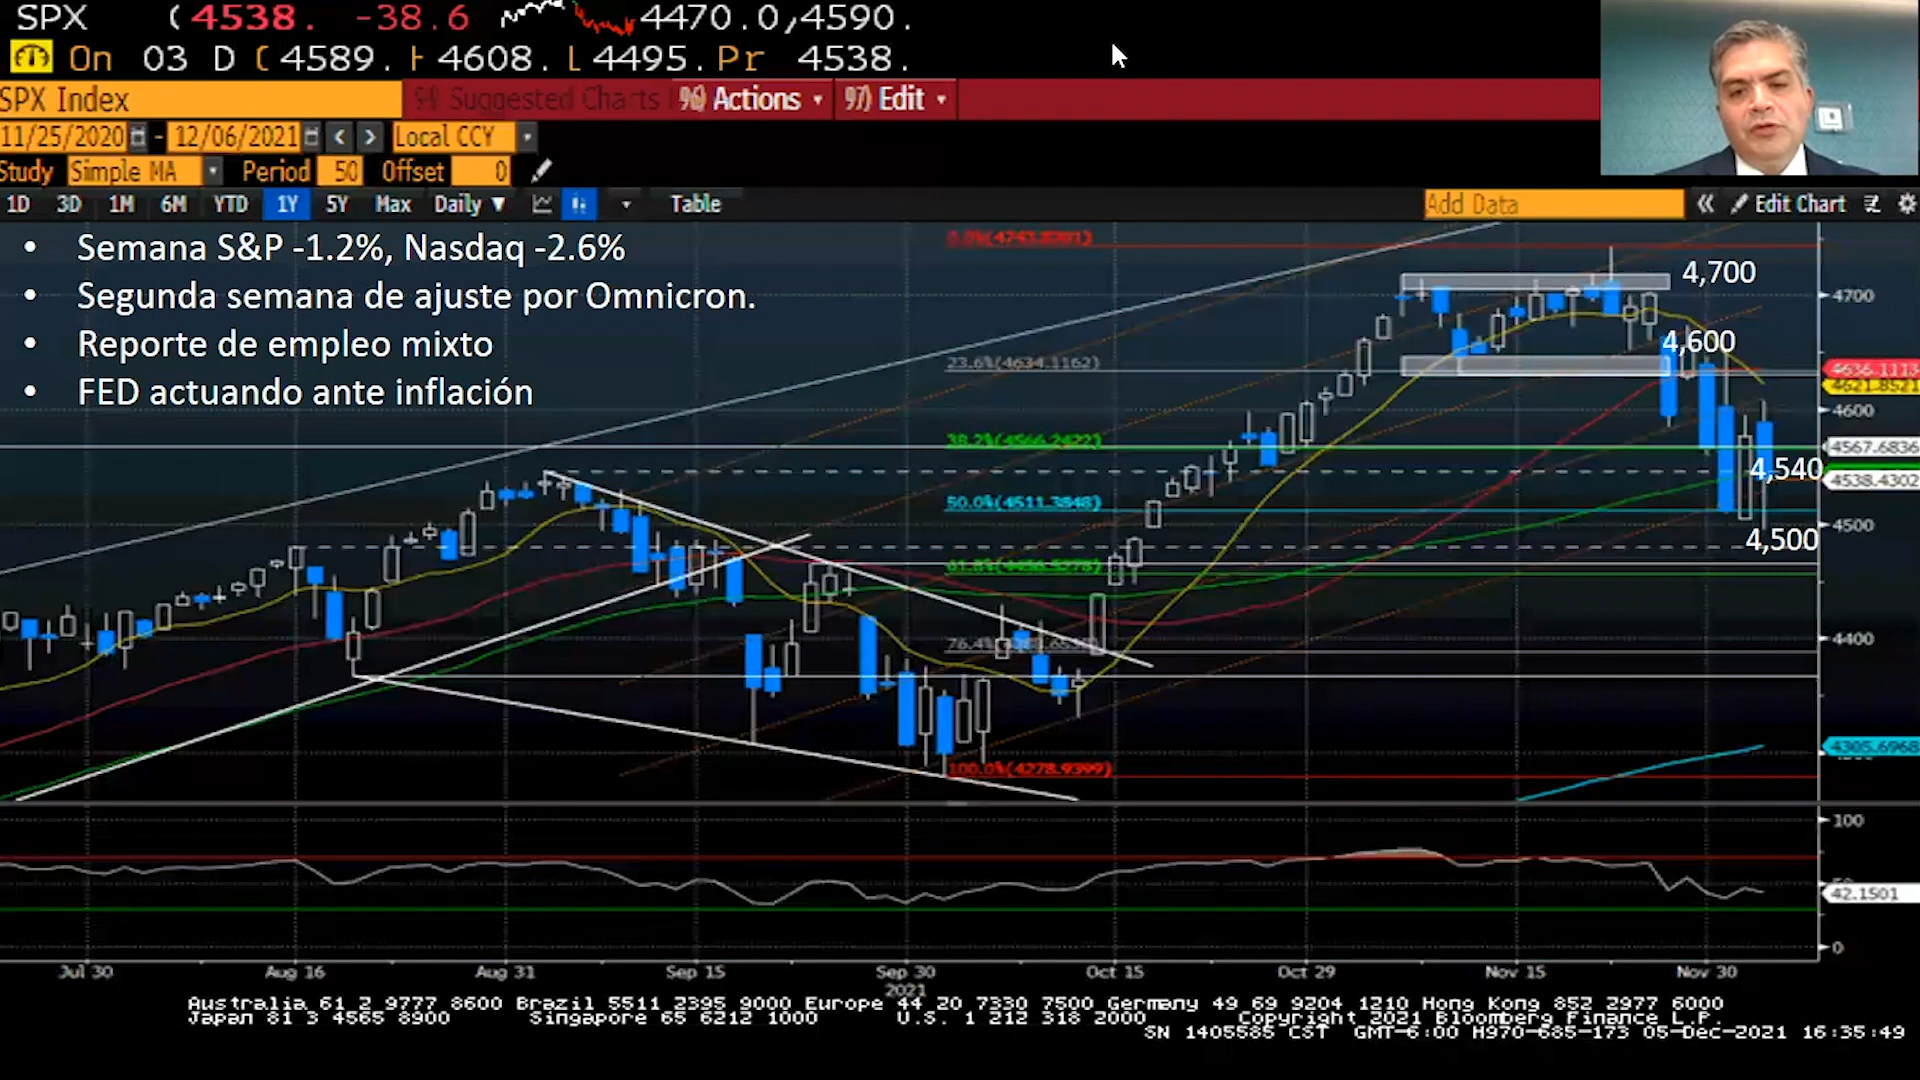 SPX ( 4538. -38.6 4470.0,4590.
On 03 D 4589. H 4608. L 4495. Pr 4538.
SPX Index 94) Suggested Charts 96) Actions 97) Edit
11/25/2020 - 12/06/2021 Local CCY
Study Simple MA Period 50 Offset 0
1D 3D 1M 6M YTD 1Y 5Y Max Daily ▼ Table Add Data « Edit Chart
• Semana S&P -1.2%, Nasdaq -2.6%
• Segunda semana de ajuste por Omnicron.
• Reporte de empleo mixto
• FED actuando ante inflación
4,700
4700
4,600
23.6%(4634.1162)
4636.1113
4621.8521
4600
38.2%(4566.2422)
4567.6836
4,540
4538.4302
50.0%(4511.3848)
4500
4,500
61.8%(4456.5278)
4400
100.0%(4278.9399)
4305.6968
100
42.1501
0
Jul 30 Aug 16 Aug 31 Sep 15 Sep 30 Oct 15 Oct 29 Nov 15 Nov 30
2021
Australia 61 2 9777 8600 Brazil 5511 2395 9000 Europe 44 20 7330 7500 Germany 49 69 9204 1210 Hong Kong 852 2977 6000
Japan 81 3 4565 8900 Singapore 65 6212 1000 U.S. 1 212 318 2000 Copyright 2021 Bloomberg Finance L.P.
SN 1405585 CST GMT-6:00 H970-685-173 05-Dec-2021 16:35:49